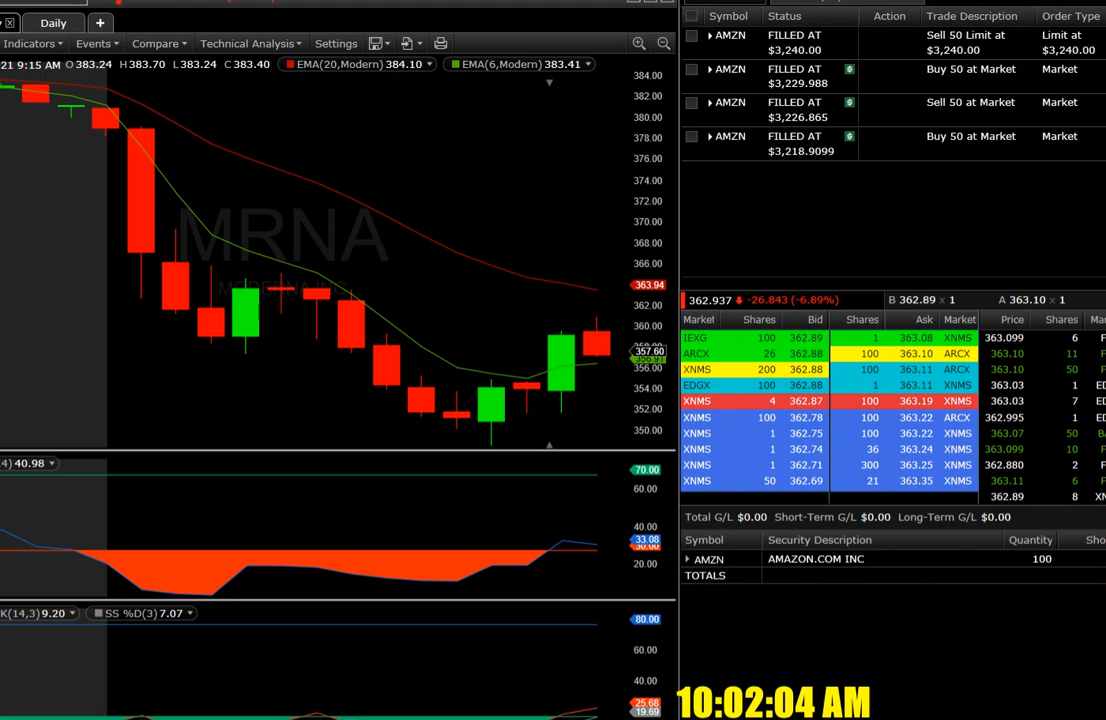 Daily
+
Indicators Events Compare Technical Analysis Settings
21 9:15 AM O 383.24 H 383.70 L 383.24 C 383.40 EMA(20,Modern) 384.10 EMA(6,Modern) 383.41
384.00
382.00
380.00
378.00
376.00
374.00
372.00
370.00
368.00
366.00
363.94
362.00
360.00
357.60
356.00
354.00
352.00
350.00
MRNA
4) 40.98
70.00
60.00
40.00
33.08
30.00
20.00
K(14,3) 9.20 SS %D(3) 7.07
80.00
60.00
40.00
25.68
19.69
Symbol Status Action Trade Description Order Type
AMZN FILLED AT Sell 50 Limit at Limit at
$3,240.00 $3,240.00 $3,240.00
AMZN FILLED AT $ Buy 50 at Market Market
$3,229.988
AMZN FILLED AT $ Sell 50 at Market Market
$3,226.865
AMZN FILLED AT $ Buy 50 at Market Market
$3,218.9099
362.937 -26.843 (-6.89%) B 362.89 x 1 A 363.10 x 1
Market Shares Bid Shares Ask Market Price Shares Ma
IEXG 100 362.89 1 363.08 XNMS 363.099 6 F
ARCX 26 362.88 100 363.10 ARCX 363.10 11 F
XNMS 200 362.88 100 363.11 ARCX 363.10 50 F
EDGX 100 362.88 1 363.11 XNMS 363.03 1
XNMS 4 362.87 100 363.19 XNMS 363.03 7 F
XNMS 100 362.78 100 363.22 ARCX 362.995 1
XNMS 1 362.75 100 363.22 XNMS 363.07 50
XNMS 1 362.74 36 363.24 XNMS 363.099 10 F
XNMS 1 362.71 300 363.25 XNMS 362.880 2 F
XNMS 50 362.69 21 363.35 XNMS 363.11 6 F
362.89 8
Total G/L $0.00 Short-Term G/L $0.00 Long-Term G/L $0.00
Symbol Security Description Quantity Sho
AMZN AMAZON.COM INC 100
TOTALS
10:02:04 AM